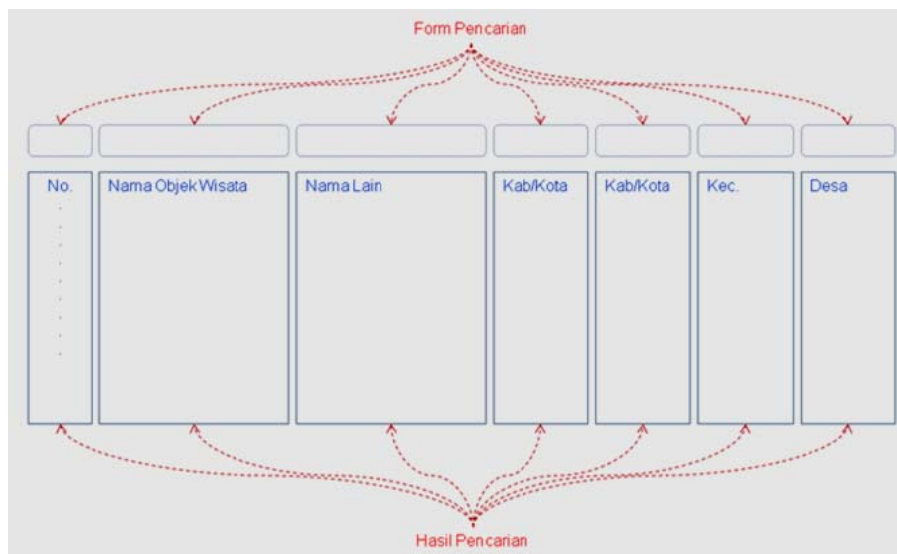 Form Pencarian
No.
Nama Objek Wisata
Nama Lain
Kab/Kota
Kab/Kota
Kec.
Desa
Hasil Pencarian